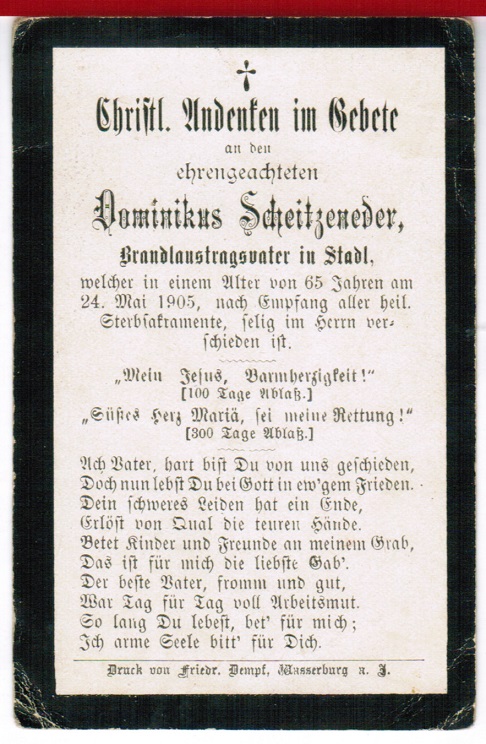 Christl. Andenken im Gebete
an den
ehrengeachteten
Dominikus Scheitzeneder,
Brandlaustragsvater in Stadl,
welcher in einem Alter von 65 Jahren am
24. Mai 1905, nach Empfang aller heil.
Sterbsakramente, selig im Herrn ver-
schieden ist.
„Mein Jesus, Barmherzigkeit!"
[100 Tage Ablaß.]
„Süßes Herz Mariä, sei meine Rettung!"
[300 Tage Ablaß.]
Ach Vater, hart bist Du von uns geschieden,
Doch nun lebst Du bei Gott in ew'gem Frieden.
Dein schweres Leiden hat ein Ende,
Erlöst von Qual die teuren Hände.
Betet Kinder und Freunde an meinem Grab,
Das ist für mich die liebste Gab'.
Der beste Vater, fromm und gut,
War Tag für Tag voll Arbeitsmut.
So lang Du lebest, bet' für mich;
Ich arme Seele bitt' für Dich.
Druck von Friedr. Dempf, Wasserburg a. J.